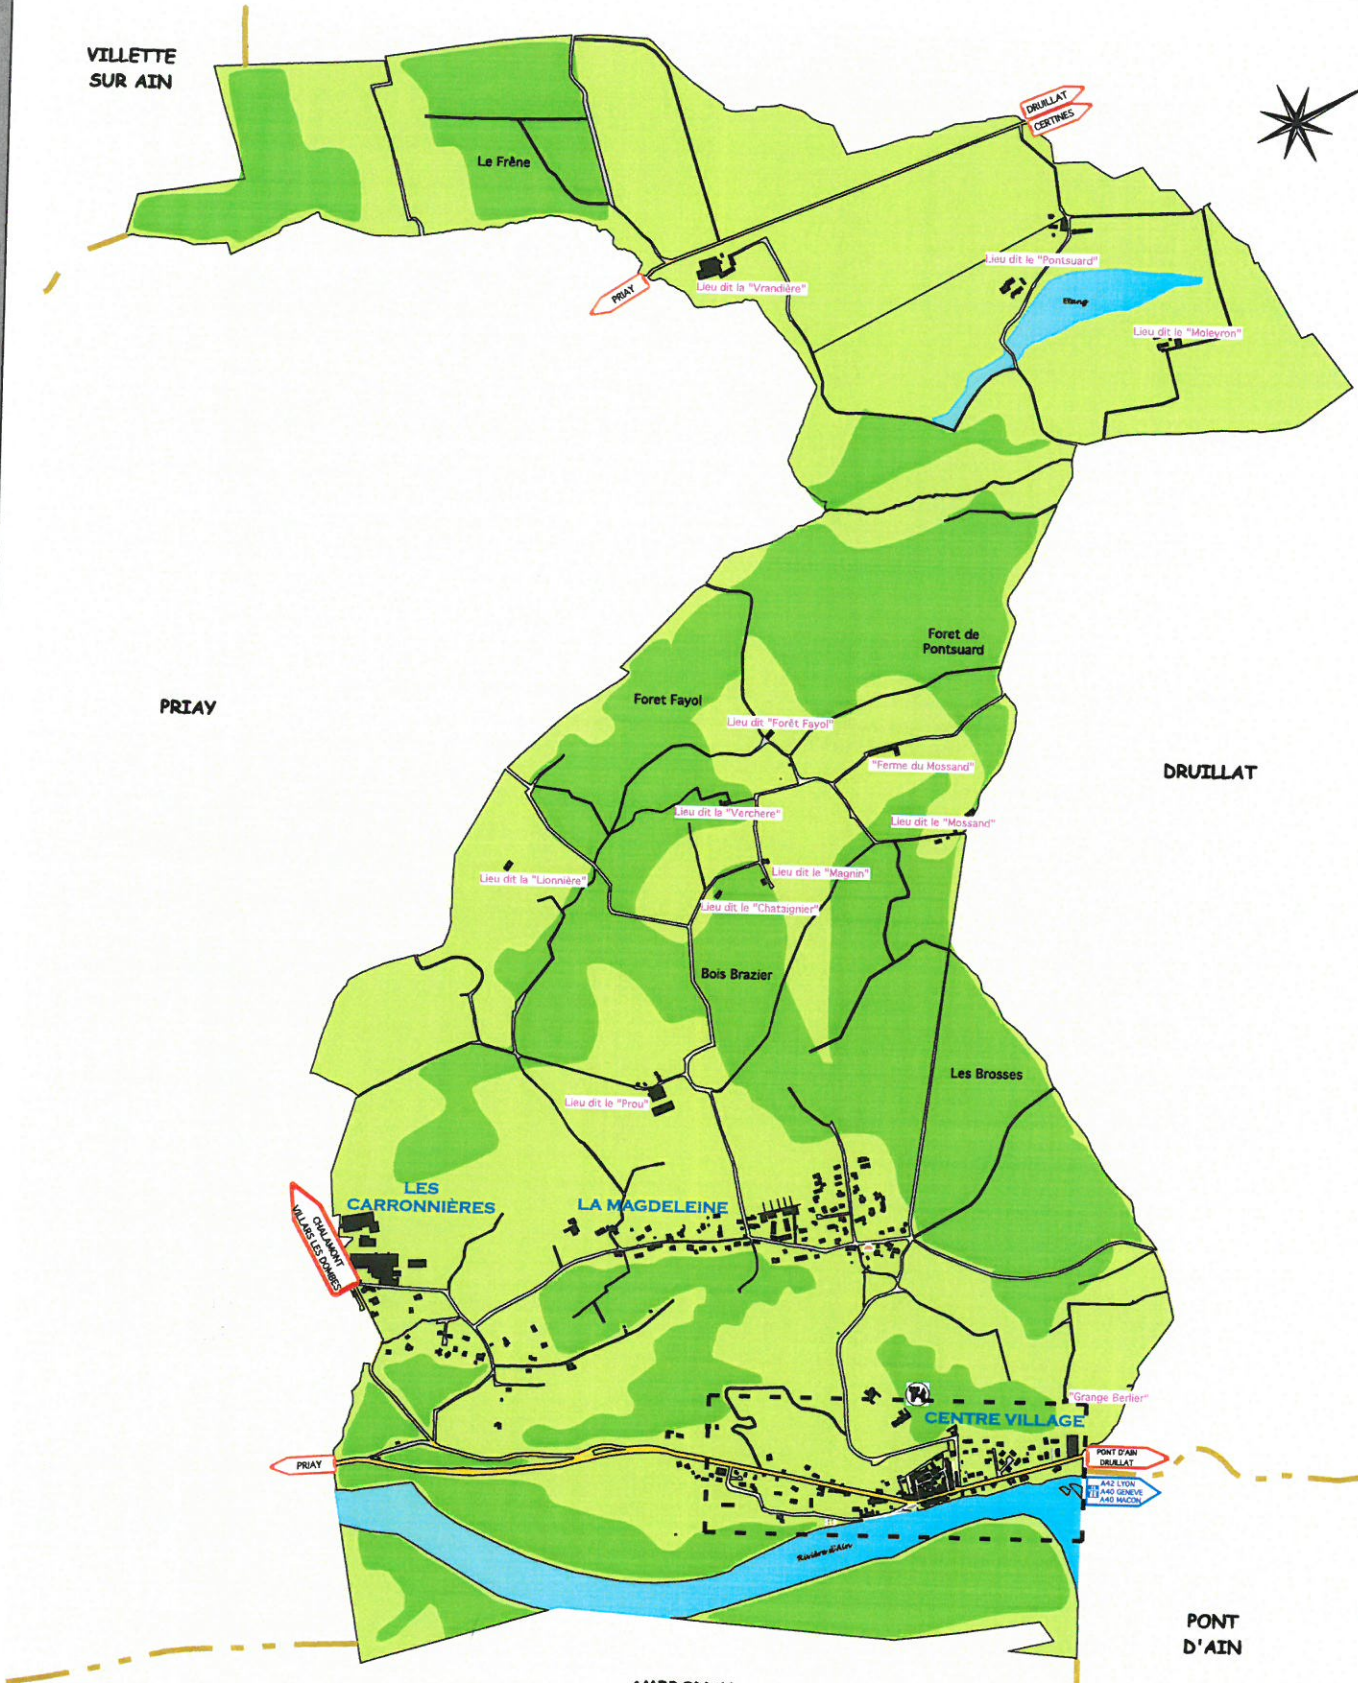 VILLETTE
SUR AIN
DRUILLAT
CERTINES
Le Frêne
Lieu dit le "Pontsuard"
PRIAY
Lieu dit la "Vrandière"
Etang
Lieu dit le "Moleyron"
Foret de
Pontsuard
PRIAY
Foret Fayol
Lieu dit "Forêt Fayol"
"Ferme du Mossand"
DRUILLAT
Lieu dit la "Verchere"
Lieu dit le "Mossand"
Lieu dit la "Lionnière"
Lieu dit le "Magnin"
Lieu dit le "Chataignier"
Bois Brazier
Les Brosses
Lieu dit le "Prou"
LES
CARRONNIÈRES
LA MAGDELEINE
CHALAMONT
VILLARS LES DOMBES
"Grange Berlier"
CENTRE VILLAGE
PRIAY
PONT D'AIN
DRUILLAT
A42 LYON
A40 GENEVE
A40 MACON
Rivière d'Ain
PONT
D'AIN